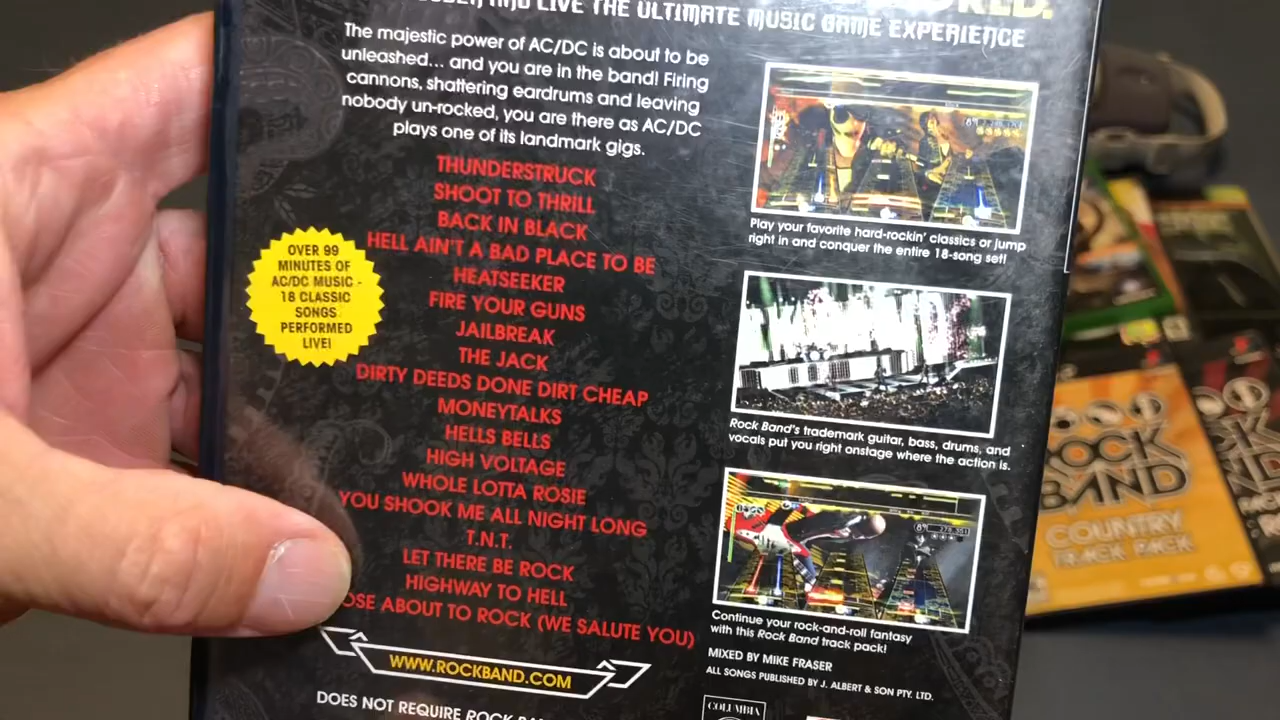 AND LIVE THE ULTIMATE MUSIC GAME EXPERIENCE
The majestic power of AC/DC is about to be
unleashed... and you are in the band! Firing
cannons, shattering eardrums and leaving
nobody un-rocked, you are there as AC/DC
plays one of its landmark gigs.
THUNDERSTRUCK
SHOOT TO THRILL
BACK IN BLACK
HELL AIN'T A BAD PLACE TO BE
HEATSEEKER
FIRE YOUR GUNS
JAILBREAK
THE JACK
DIRTY DEEDS DONE DIRT CHEAP
MONEYTALKS
HELLS BELLS
HIGH VOLTAGE
WHOLE LOTTA ROSIE
YOU SHOOK ME ALL NIGHT LONG
T.N.T.
LET THERE BE ROCK
HIGHWAY TO HELL
OSE ABOUT TO ROCK (WE SALUTE YOU)
OVER 99
MINUTES OF
AC/DC MUSIC -
18 CLASSIC
SONGS
PERFORMED
LIVE!
WWW.ROCKBAND.COM
DOES NOT REQUIRE ROCK
Play your favorite hard-rockin' classics or jump
right in and conquer the entire 18-song set!
Rock Band's trademark guitar, bass, drums, and
vocals put you right onstage where the action is.
Continue your rock-and-roll fantasy
with this Rock Band track pack!
MIXED BY MIKE FRASER
ALL SONGS PUBLISHED BY J. ALBERT & SON PTY. LTD.
COLUMBIA
ROCK
BAND
COUNTRY
TRACK PACK